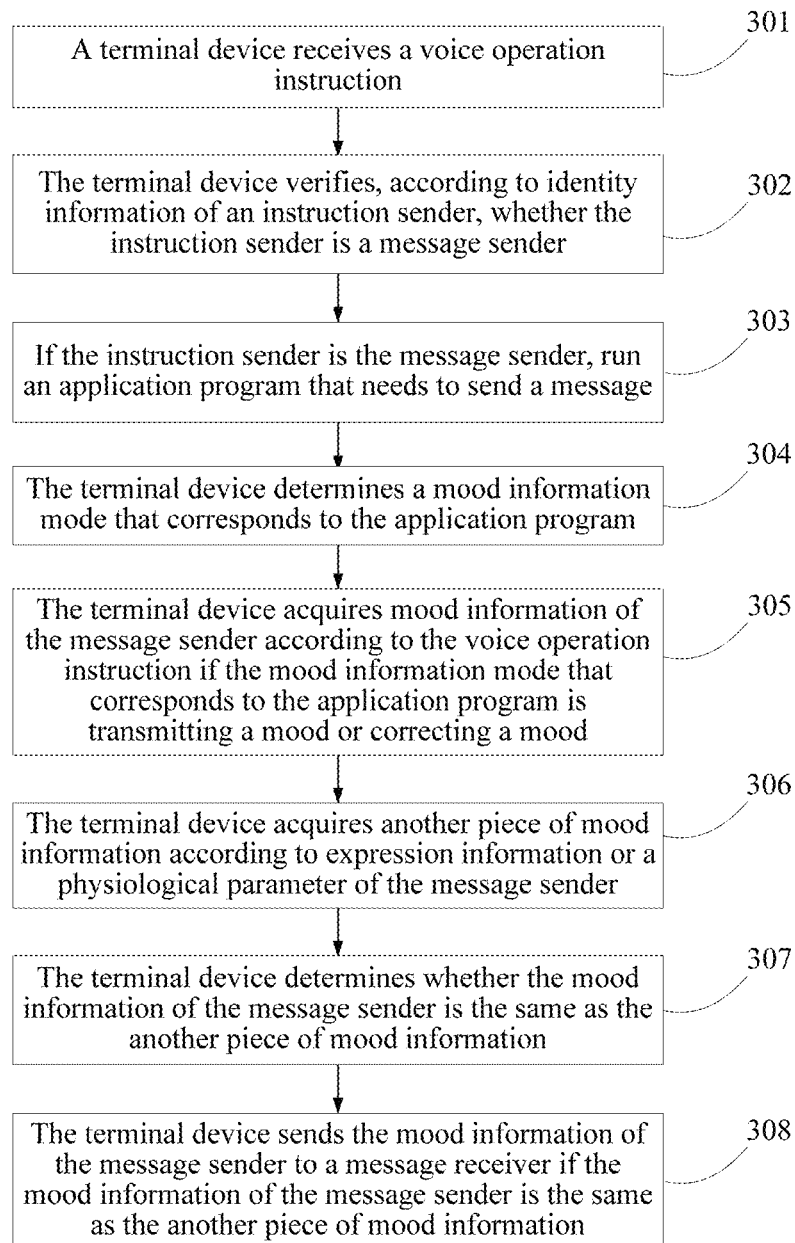 301
A terminal device receives a voice operation
instruction
302
The terminal device verifies, according to identity
information of an instruction sender, whether the
instruction sender is a message sender
303
If the instruction sender is the message sender, run
an application program that needs to send a message
304
The terminal device determines a mood information
mode that corresponds to the application program
305
The terminal device acquires mood information of
the message sender according to the voice operation
instruction if the mood information mode that
corresponds to the application program is
transmitting a mood or correcting a mood
306
The terminal device acquires another piece of mood
information according to expression information or a
physiological parameter of the message sender
307
The terminal device determines whether the mood
information of the message sender is the same as the
another piece of mood information
308
The terminal device sends the mood information of
the message sender to a message receiver if the
mood information of the message sender is the same
as the another piece of mood information